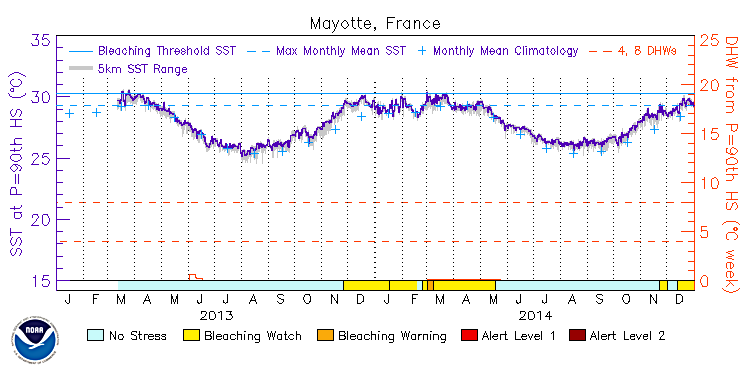 Mayotte, France
Bleaching Threshold SST Max Monthly Mean SST Monthly Mean Climatology 4, 8 DHWs
5km SST Range
SST at P=90th HS (°C)
35
30
25
20
15
DHW from P=90th HS (°C week)
25
20
15
10
5
0
J F M A M J J A S O N D J F M A M J J A S O N D
2013 2014
No Stress Bleaching Watch Bleaching Warning Alert Level 1 Alert Level 2
NOAA